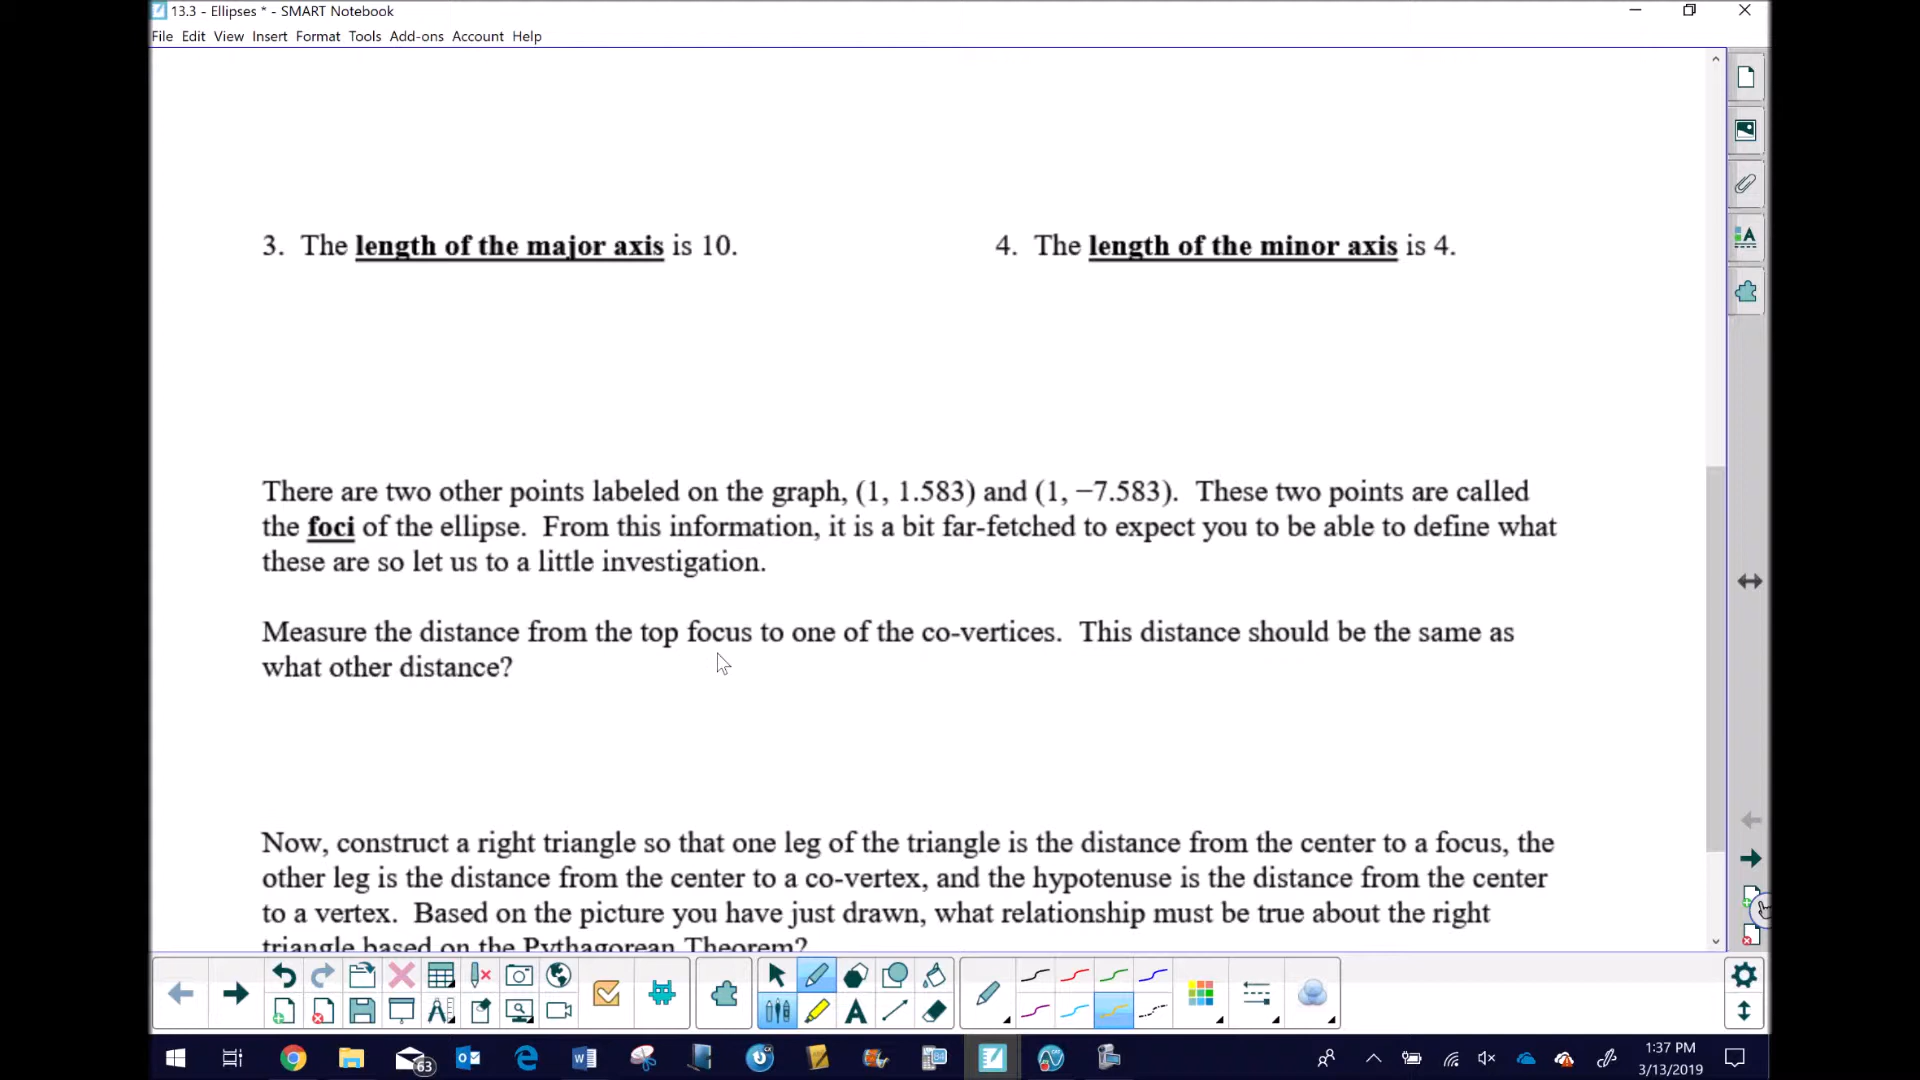 13.3 - Ellipses * - SMART Notebook
File Edit View Insert Format Tools Add-ons Account Help
3. The length of the major axis is 10.
4. The length of the minor axis is 4.
There are two other points labeled on the graph, (1, 1.583) and (1, −7.583). These two points are called
the foci of the ellipse. From this information, it is a bit far-fetched to expect you to be able to define what
these are so let us to a little investigation.
Measure the distance from the top focus to one of the co-vertices. This distance should be the same as
what other distance?
Now, construct a right triangle so that one leg of the triangle is the distance from the center to a focus, the
other leg is the distance from the center to a co-vertex, and the hypotenuse is the distance from the center
to a vertex. Based on the picture you have just drawn, what relationship must be true about the right
triangle based on the Pythagorean Theorem?
63
1:37 PM
3/13/2019